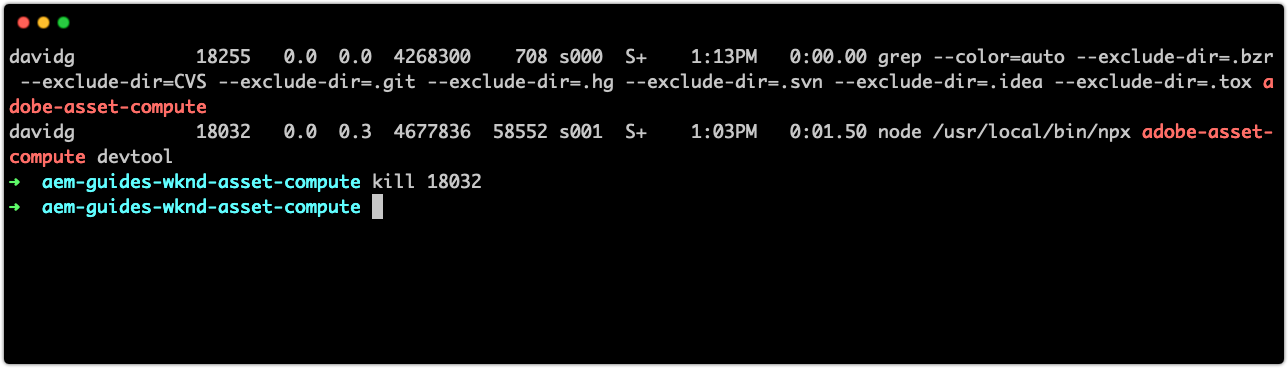 davidg           18255   0.0  0.0  4268300    708 s000  S+    1:13PM   0:00.00 grep --color=auto --exclude-dir=.bzr
 --exclude-dir=CVS --exclude-dir=.git --exclude-dir=.hg --exclude-dir=.svn --exclude-dir=.idea --exclude-dir=.tox a
dobe-asset-compute
davidg           18032   0.0  0.3  4677836  58552 s001  S+    1:03PM   0:01.50 node /usr/local/bin/npx adobe-asset-
compute devtool
➜  aem-guides-wknd-asset-compute kill 18032
➜  aem-guides-wknd-asset-compute